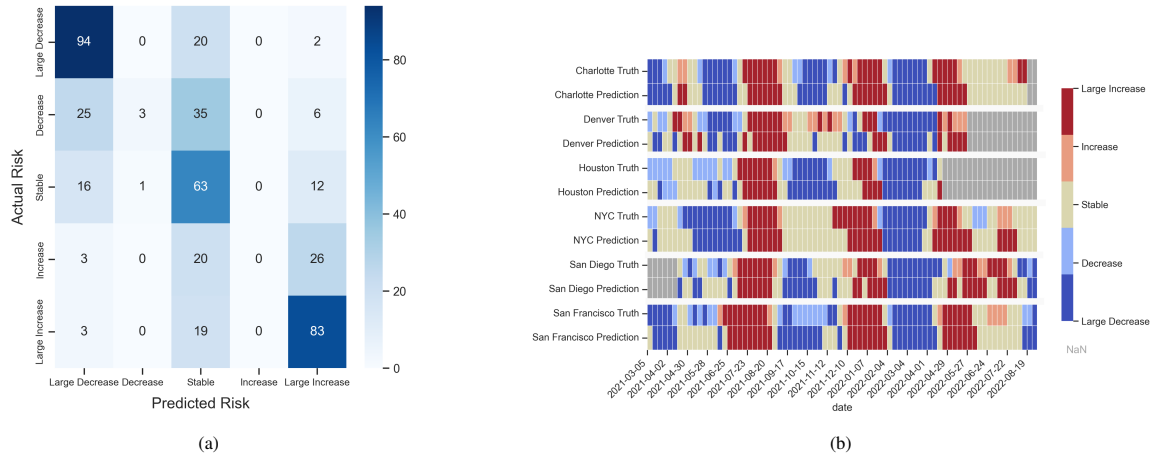 Actual Risk
Large Decrease
Decrease
Stable
Increase
Large Increase
94 0 20 0 2
25 3 35 0 6
16 1 63 0 12
3 0 20 0 26
3 0 19 0 83
Large Decrease Decrease Stable Increase Large Increase
Predicted Risk
80
60
40
20
0
(a)
Charlotte Truth
Charlotte Prediction
Denver Truth
Denver Prediction
Houston Truth
Houston Prediction
NYC Truth
NYC Prediction
San Diego Truth
San Diego Prediction
San Francisco Truth
San Francisco Prediction
2021-03-05
2021-04-02
2021-04-30
2021-05-28
2021-06-25
2021-07-23
2021-08-20
2021-09-17
2021-10-15
2021-11-12
2021-12-10
2022-01-07
2022-02-04
2022-03-04
2022-04-01
2022-04-29
2022-05-27
2022-06-24
2022-07-22
2022-08-19
date
Large Increase
Increase
Stable
Decrease
Large Decrease
NaN
(b)